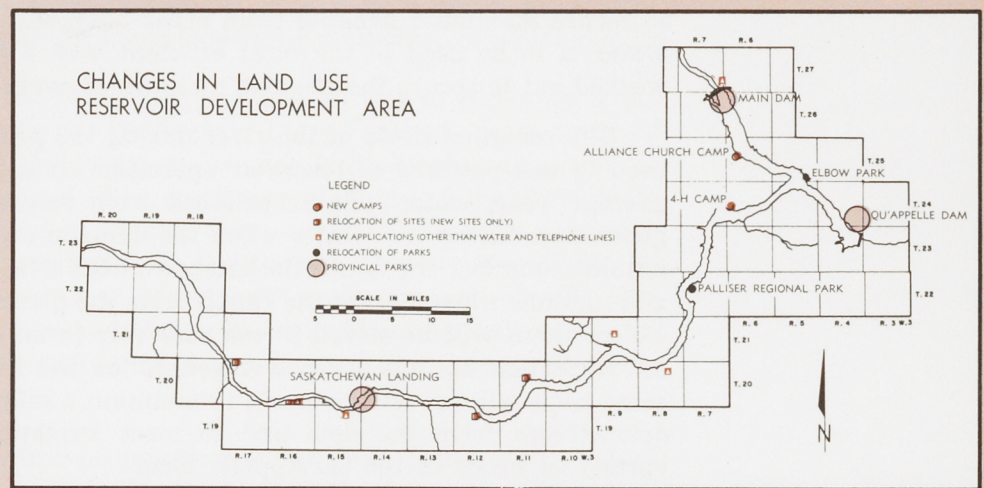 CHANGES IN LAND USE
RESERVOIR DEVELOPMENT AREA
R. 7 R. 6
T. 27
MAIN DAM
T. 26
ALLIANCE CHURCH CAMP
T. 25
ELBOW PARK
4-H CAMP
T. 24
QU'APPELLE DAM
T. 23
PALLISER REGIONAL PARK
T. 22
R. 6 R. 5 R. 4 R. 3 W.3
LEGEND
NEW CAMPS
RELOCATION OF SITES (NEW SITES ONLY)
NEW APPLICATIONS (OTHER THAN WATER AND TELEPHONE LINES)
RELOCATION OF PARKS
PROVINCIAL PARKS
SCALE IN MILES
5 0 5 10 15
R. 20 R. 19 R. 18
T. 23
T. 22
T. 21
T. 21
T. 20
T. 20
SASKATCHEWAN LANDING
R. 9 R. 8 R. 7
T. 19
T. 19
R. 17 R. 16 R. 15 R. 14 R. 13 R. 12 R. 11 R. 10 W.3
N